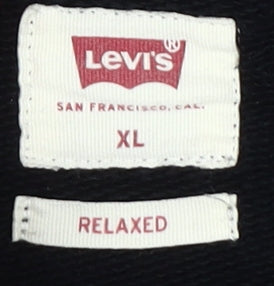 LEVI'S®
SAN FRANCISCO, CAL.
XL
RELAXED